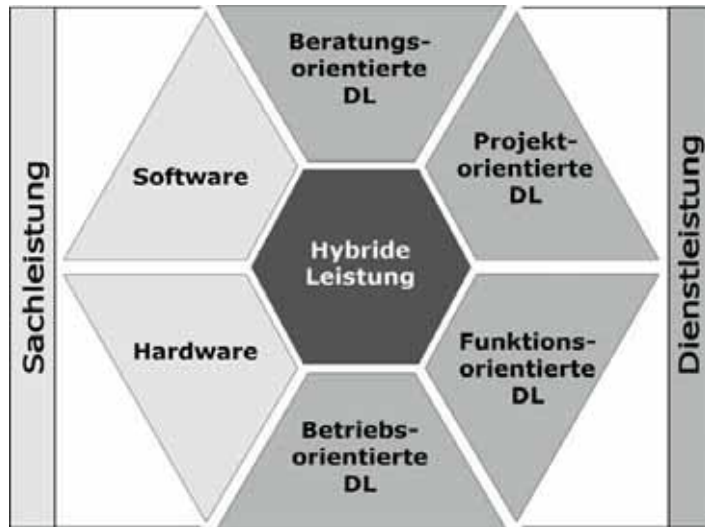 Sachleistung
Beratungs-
orientierte
DL
Software
Projekt-
orientierte
DL
Hybride
Leistung
Hardware
Funktions-
orientierte
DL
Betriebs-
orientierte
DL
Dienstleistung